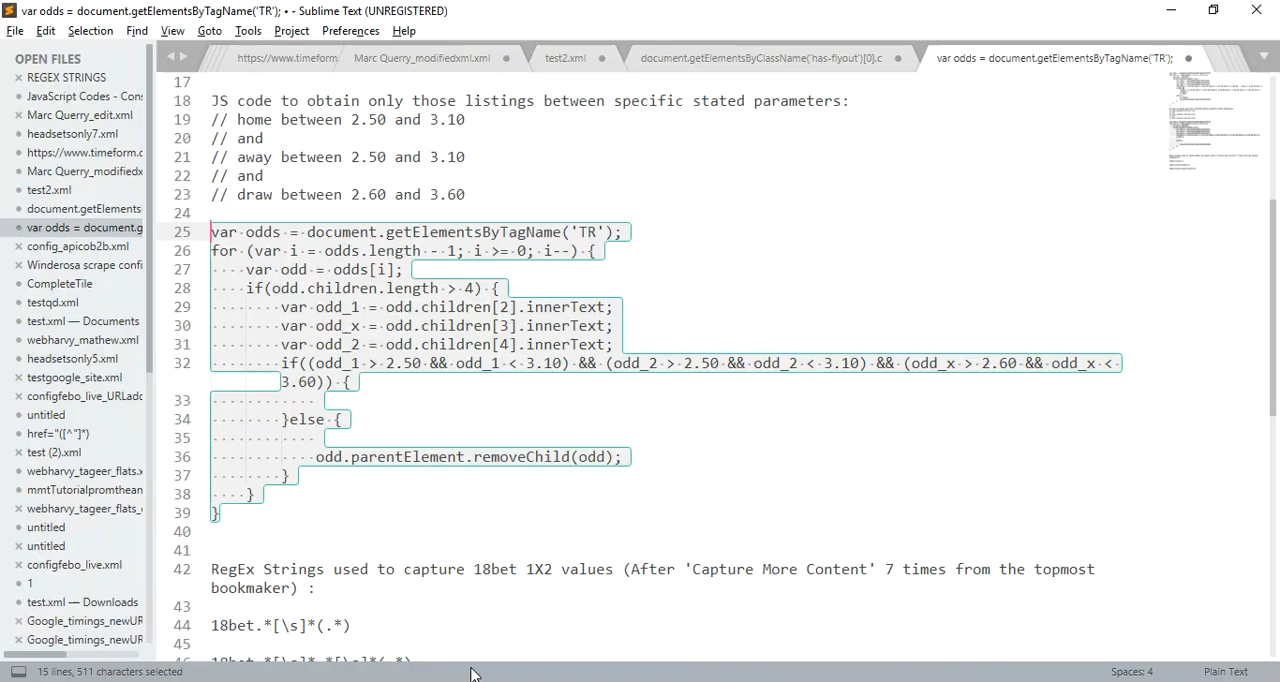 var odds = document.getElementsByTagName('TR'); • - Sublime Text (UNREGISTERED)
File Edit Selection Find View Goto Tools Project Preferences Help
OPEN FILES
REGEX STRINGS
JavaScript Codes - Con
Marc Querry_edit.xml
headsetsonly7.xml
https://www.timeform.c
Marc Querry_modifiedx
test2.xml
document.getElements
var odds = document.g
config_apicob2b.xml
Winderosa scrape confi
CompleteTile
testqd.xml
test.xml — Documents
webharvy_mathew.xml
headsetsonly5.xml
testgoogle_site.xml
configfebo_live_URLadd
untitled
href="([^"]*)
test (2).xml
webharvy_tageer_flats.x
mmtTutorialpromthean
webharvy_tageer_flats_
untitled
untitled
configfebo_live.xml
1
test.xml — Downloads
Google_timings_newUR
Google_timings_newUR
https://www.timeform Marc Querry_modifiedxml.xml test2.xml document.getElementsByClassName('has-flyout')[0].c var odds = document.getElementsByTagName('TR');
17
18 JS code to obtain only those listings between specific stated parameters:
19 // home between 2.50 and 3.10
20 // and
21 // away between 2.50 and 3.10
22 // and
23 // draw between 2.60 and 3.60
24
25 var odds = document.getElementsByTagName('TR');
26 for (var i = odds.length - 1; i >= 0; i--) {
27 var odd = odds[i];
28 if(odd.children.length > 4) {
29 var odd_1 = odd.children[2].innerText;
30 var odd_x = odd.children[3].innerText;
31 var odd_2 = odd.children[4].innerText;
32 if((odd_1 > 2.50 && odd_1 < 3.10) && (odd_2 > 2.50 && odd_2 < 3.10) && (odd_x > 2.60 && odd_x <
3.60)) {
33
34 }else {
35
36 odd.parentElement.removeChild(odd);
37 }
38 }
39 }
40
41
42 RegEx Strings used to capture 18bet 1X2 values (After 'Capture More Content' 7 times from the topmost
bookmaker) :
43
44 18bet.*[\s]*(.*)
45
46 18bet.*[\s]*.*[\s]*(.*)
15 lines, 511 characters selected Spaces: 4 Plain Text